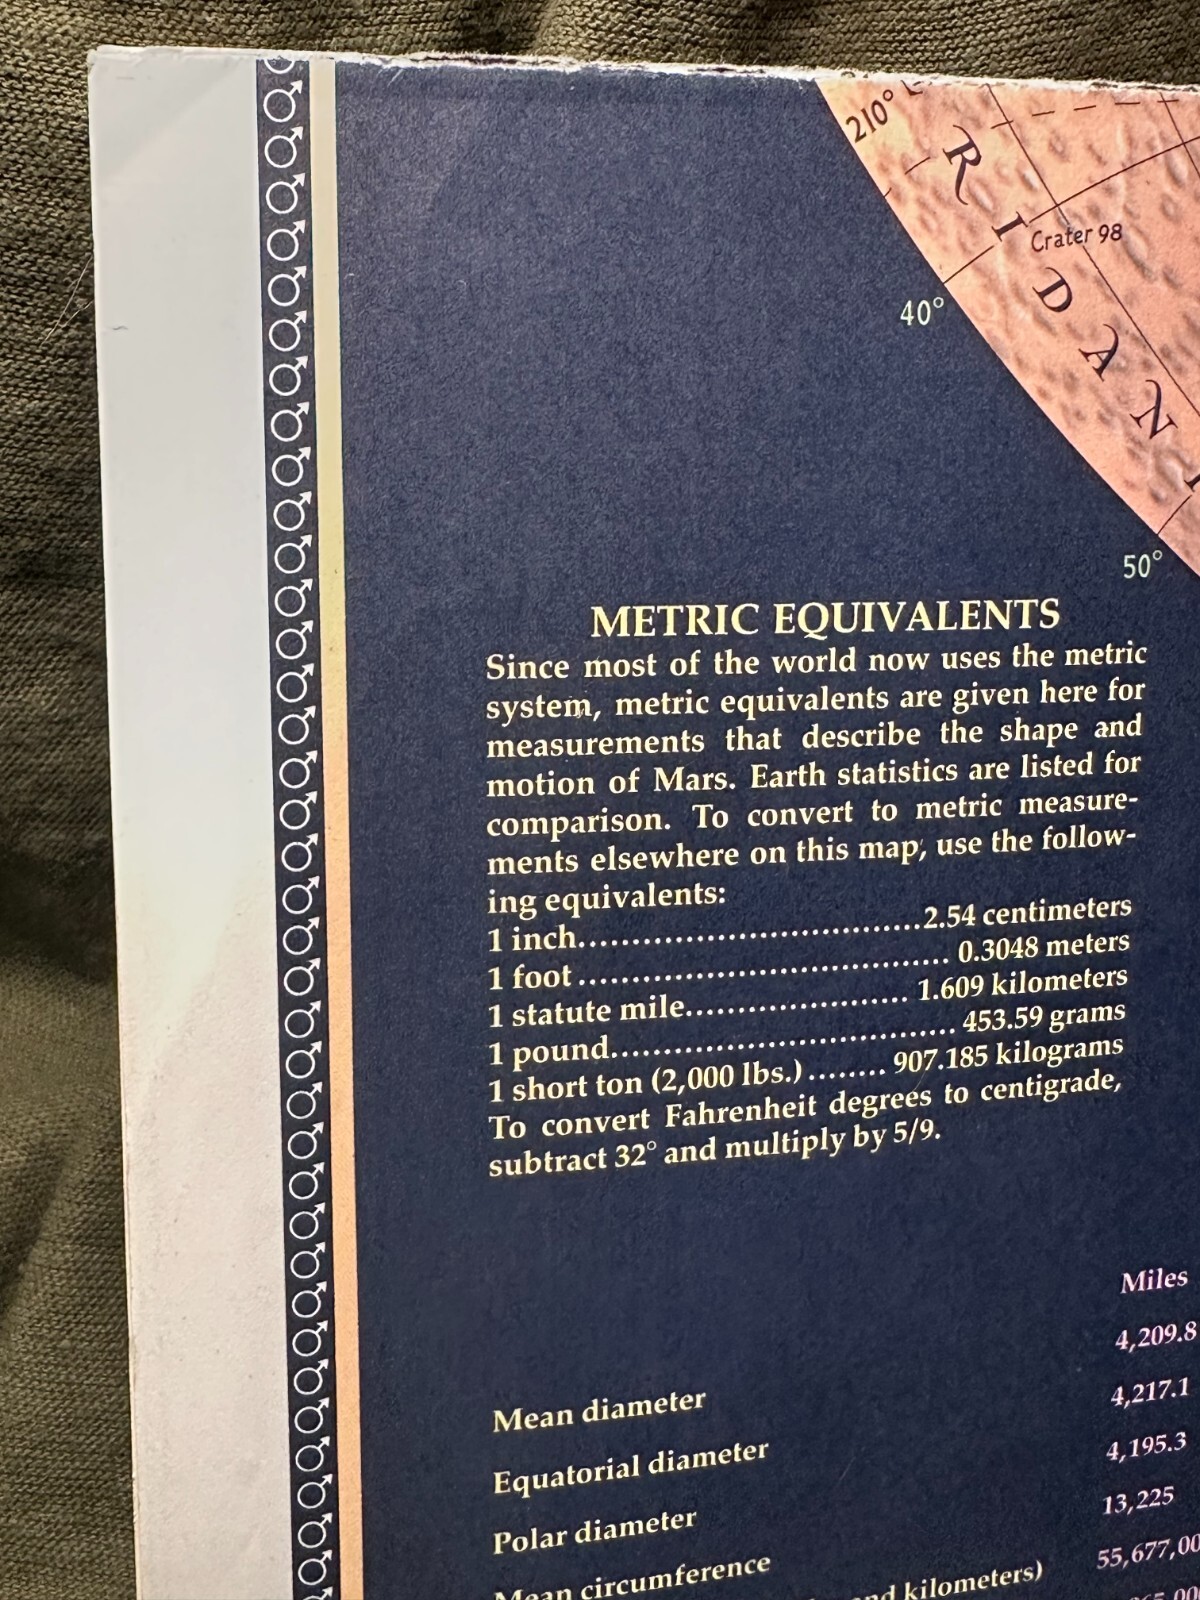 210°
RIDAN
Crater 98
40°
50°
METRIC EQUIVALENTS
Since most of the world now uses the metric
system, metric equivalents are given here for
measurements that describe the shape and
motion of Mars. Earth statistics are listed for
comparison. To convert to metric measure-
ments elsewhere on this map, use the follow-
ing equivalents:
1 inch....................................2.54 centimeters
1 foot....................................... 0.3048 meters
1 statute mile....................... 1.609 kilometers
1 pound..................................... 453.59 grams
1 short ton (2,000 lbs.)........ 907.185 kilograms
To convert Fahrenheit degrees to centigrade,
subtract 32° and multiply by 5/9.
Miles
Mean diameter 4,209.8
Equatorial diameter 4,217.1
Polar diameter 4,195.3
Mean circumference 13,225
kilometers) 55,677,00